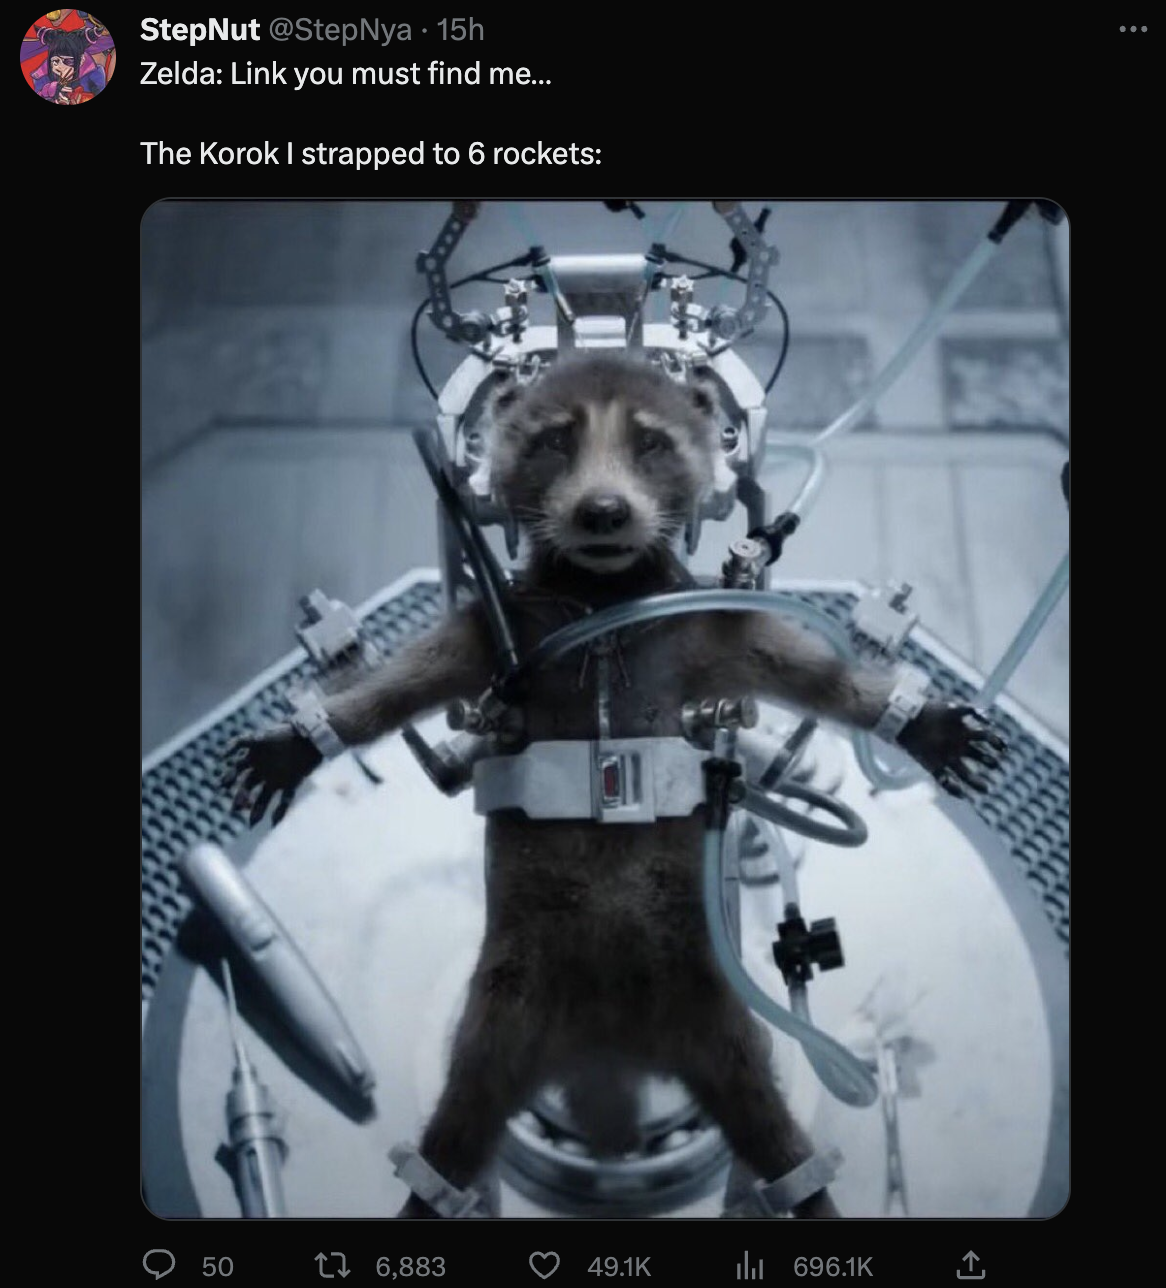 StepNut @StepNya · 15h
Zelda: Link you must find me...
The Korok I strapped to 6 rockets:
50 6,883 49.1K 696.1K